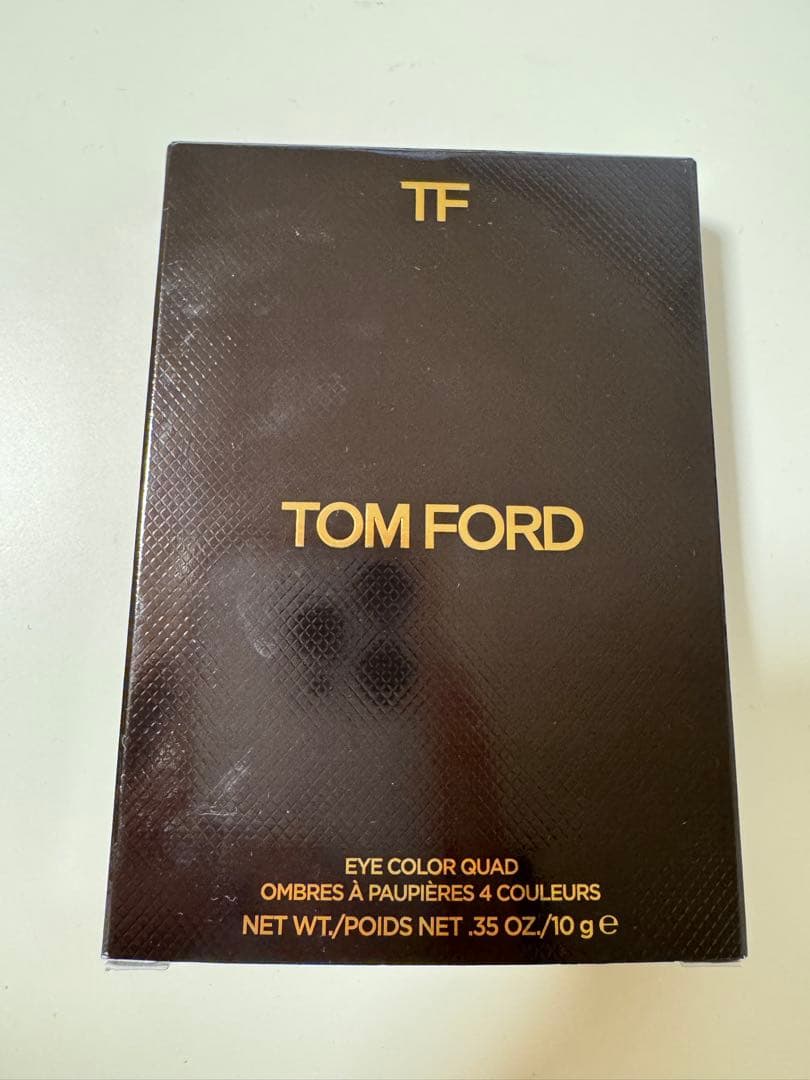 TF
TOM FORD
EYE COLOR QUAD
OMBRES À PAUPIÈRES 4 COULEURS
NET WT./POIDS NET .35 OZ./10 g ℮